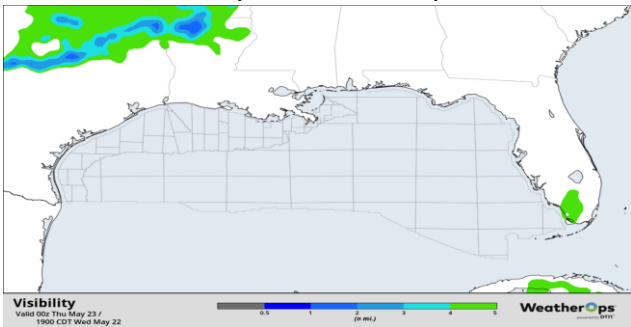 Visibility
Valid 00z Thu May 23 /
1900 CDT Wed May 22
0.5 1 2 3 4 5
(a mi.)
WeatherOps
powered by DTN